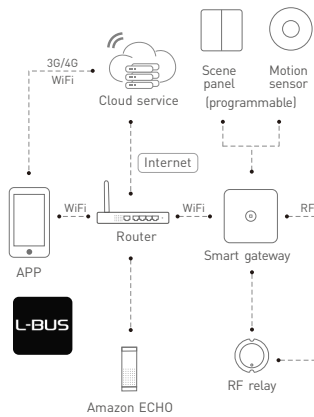 3G/4G
WiFi
Cloud service
Scene
panel
Motion
sensor
(programmable)
Internet
WiFi
WiFi
RF
Router
Smart gateway
APP
L-BUS
RF relay
Amazon ECHO